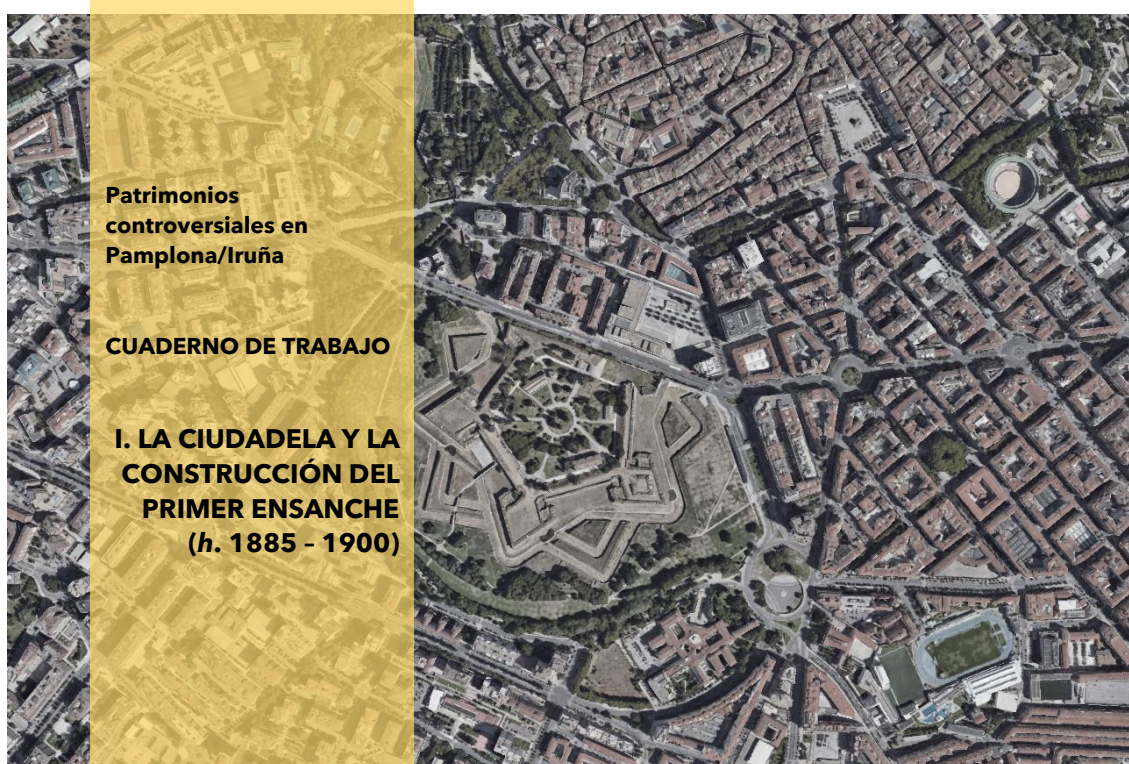 Patrimonios
controversiales en
Pamplona/Iruña
CUADERNO DE TRABAJO
I. LA CIUDADELA Y LA
CONSTRUCCIÓN DEL
PRIMER ENSANCHE
(h. 1885 – 1900)